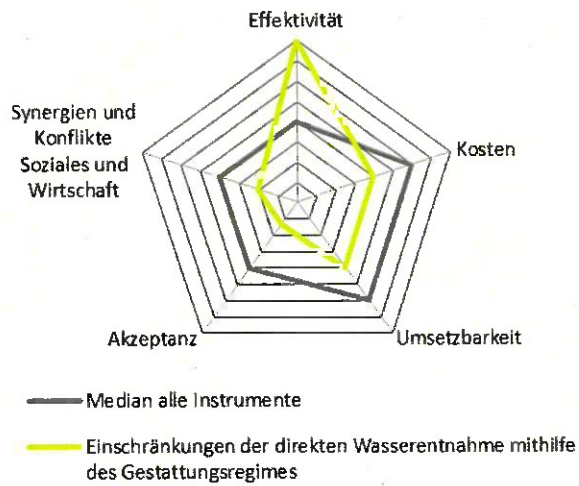 Effektivität
Synergien und
Konflikte
Soziales und
Wirtschaft
Kosten
Akzeptanz
Umsetzbarkeit
Median alle Instrumente
Einschränkungen der direkten Wasserentnahme mithilfe
des Gestattungsregimes